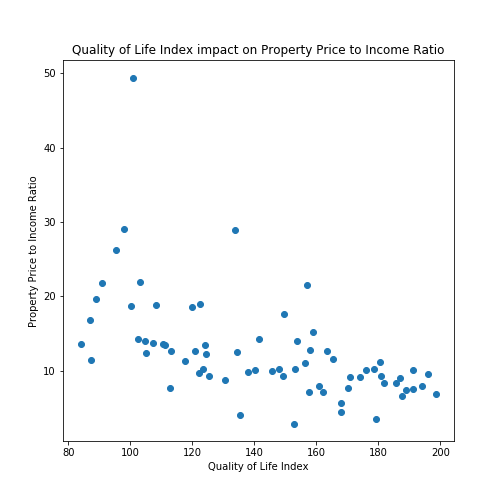 Quality of Life Index impact on Property Price to Income Ratio
50
40
30
20
10
Property Price to Income Ratio
80 100 120 140 160 180 200
Quality of Life Index